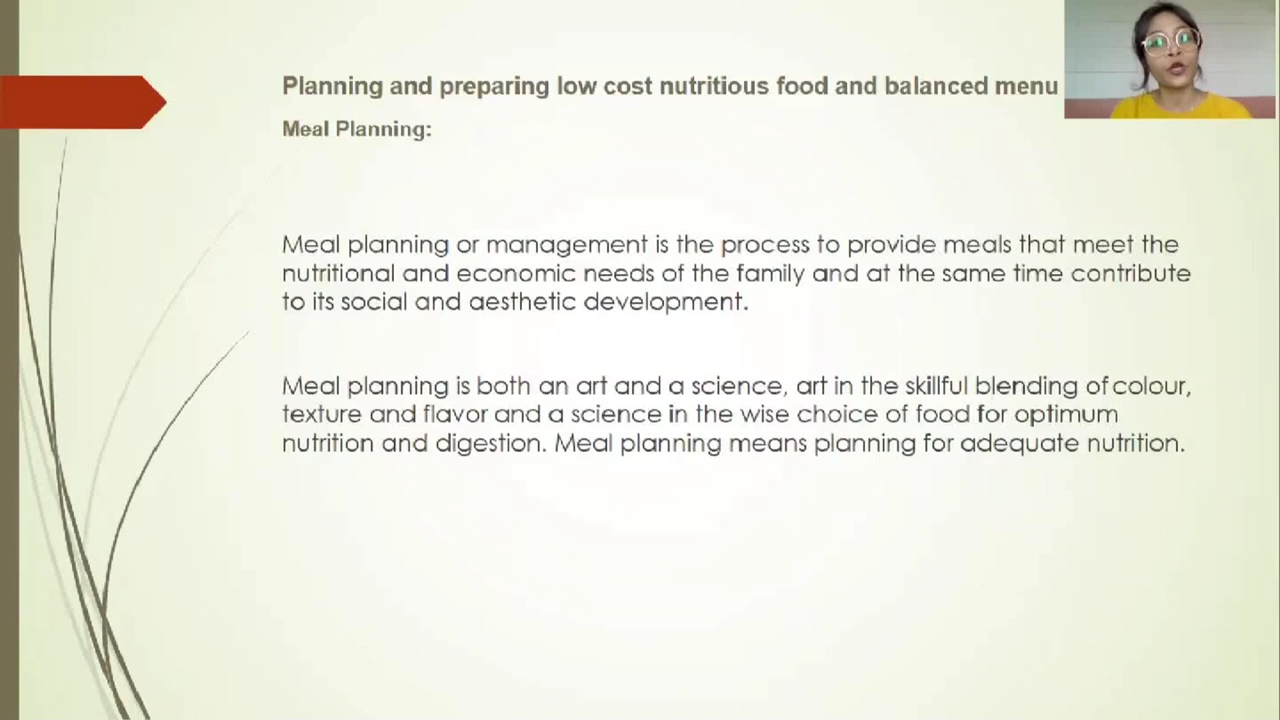 Planning and preparing low cost nutritious food and balanced menu
Meal Planning:
Meal planning or management is the process to provide meals that meet the
nutritional and economic needs of the family and at the same time contribute
to its social and aesthetic development.
Meal planning is both an art and a science, art in the skillful blending of colour,
texture and flavor and a science in the wise choice of food for optimum
nutrition and digestion. Meal planning means planning for adequate nutrition.